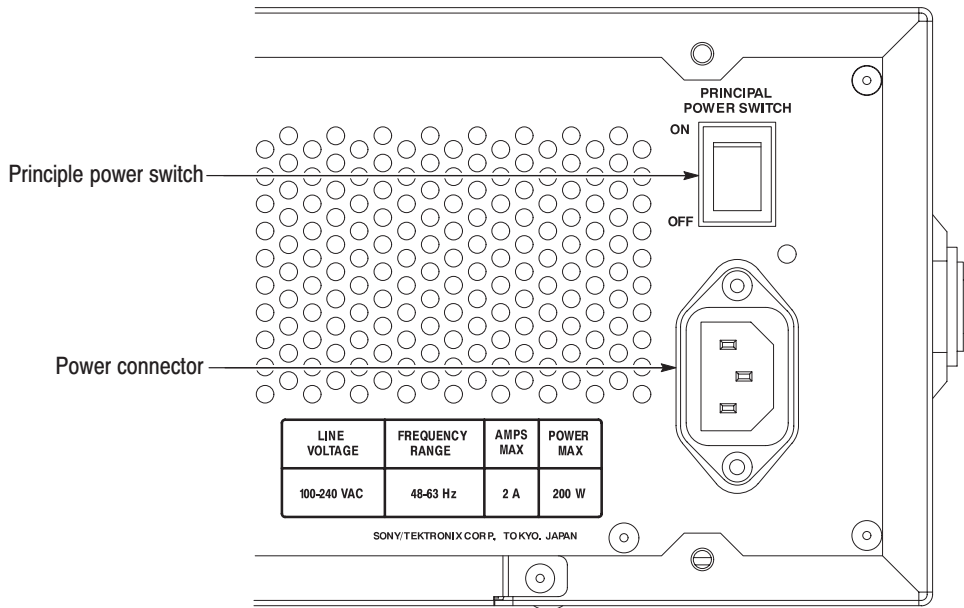 PRINCIPAL
POWER SWITCH
ON
Principle power switch
OFF
Power connector
LINE VOLTAGE
FREQUENCY RANGE
AMPS MAX
POWER MAX
100-240 VAC
48-63 Hz
2 A
200 W
SONY/TEKTRONIX CORP. TOKYO. JAPAN